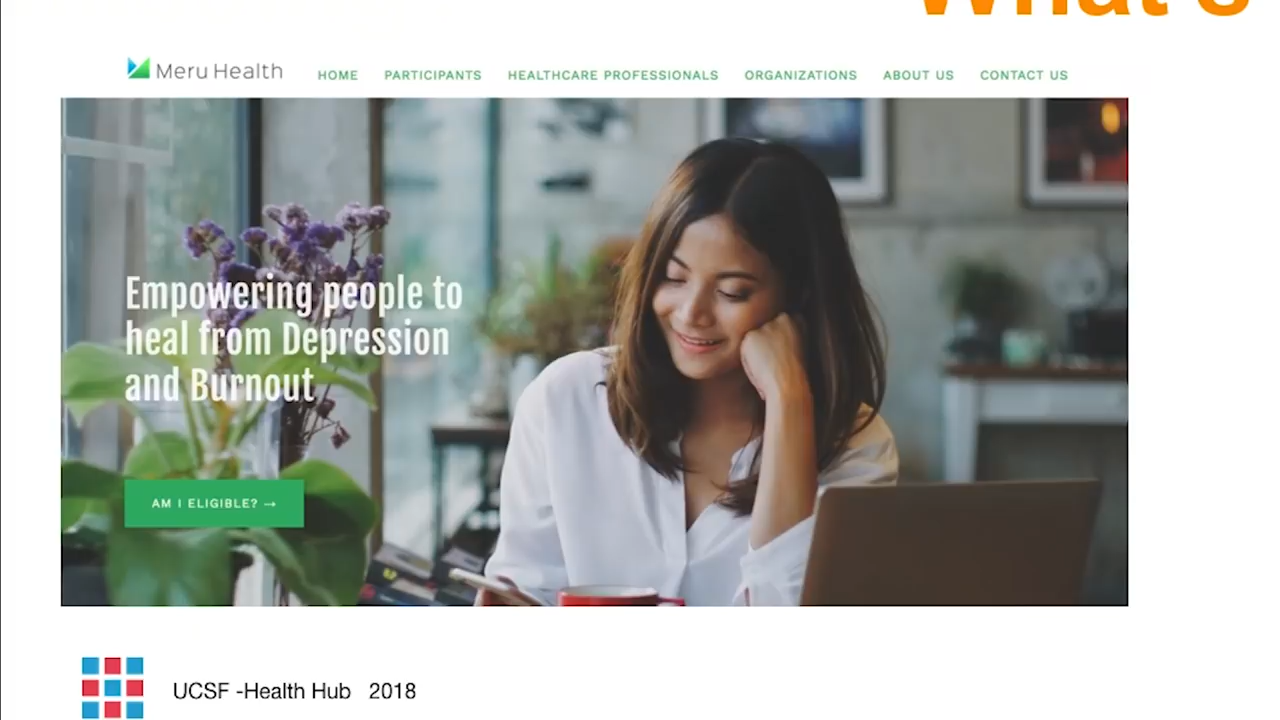 What's
Meru Health
HOME PARTICIPANTS HEALTHCARE PROFESSIONALS ORGANIZATIONS ABOUT US CONTACT US
Empowering people to
heal from Depression
and Burnout
AM I ELIGIBLE? →
UCSF -Health Hub 2018